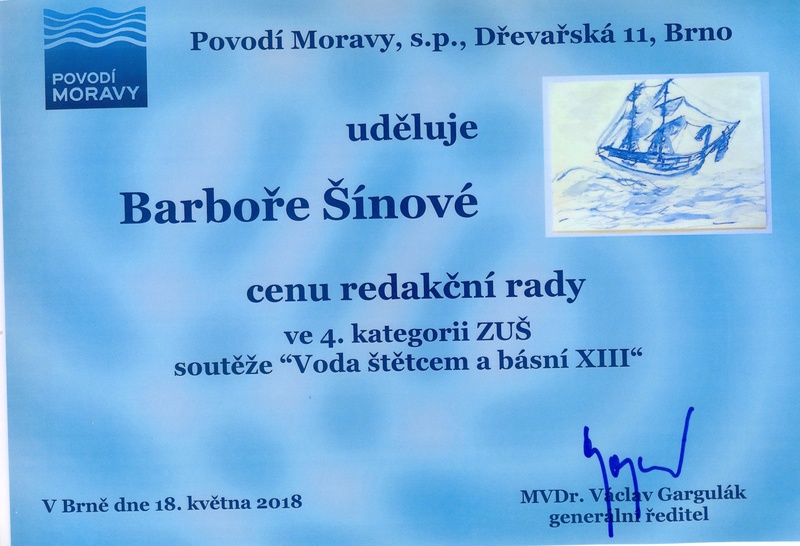 POVODÍ
MORAVY
Povodí Moravy, s.p., Dřevařská 11, Brno
uděluje
Barboře Šínové
cenu redakční rady
ve 4. kategorii ZUŠ
soutěže “Voda štětcem a básní XIII“
V Brně dne 18. května 2018
MVDr. Václav Gargulák
generální ředitel